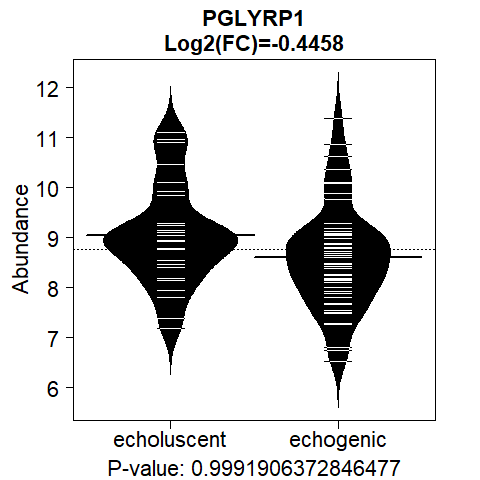 PGLYRP1
Log2(FC)=-0.4458
Abundance
12
11
10
9
8
7
6
echoluscent echogenic
P-value: 0.9991906372846477